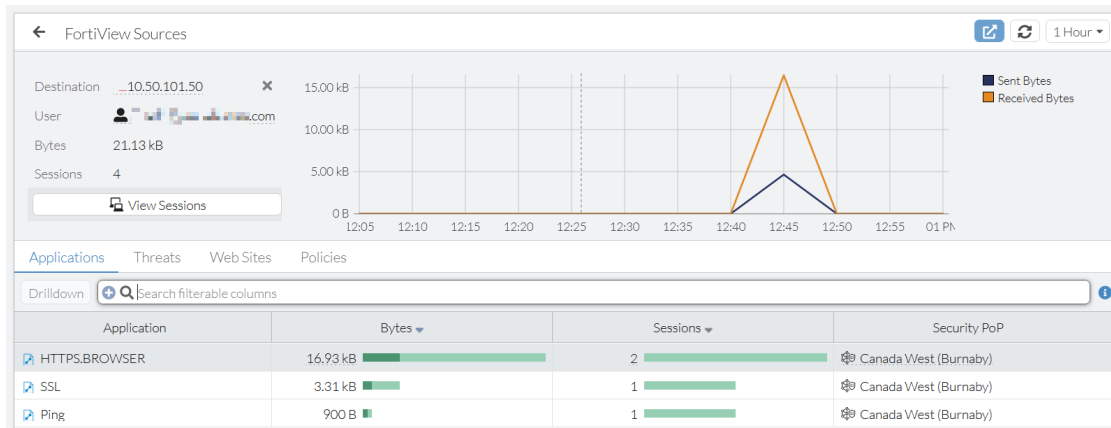 FortiView Sources
1 Hour
Destination 10.50.101.50
User .com
Bytes 21.13 kB
Sessions 4
View Sessions
15.00 kB
10.00 kB
5.00 kB
0 B
12:05 12:10 12:15 12:20 12:25 12:30 12:35 12:40 12:45 12:50 12:55 01 PM
Sent Bytes
Received Bytes
Applications Threats Web Sites Policies
Drilldown Search filterable columns
Application Bytes Sessions Security PoP
HTTPS.BROWSER 16.93 kB 2 Canada West (Burnaby)
SSL 3.31 kB 1 Canada West (Burnaby)
Ping 900 B 1 Canada West (Burnaby)